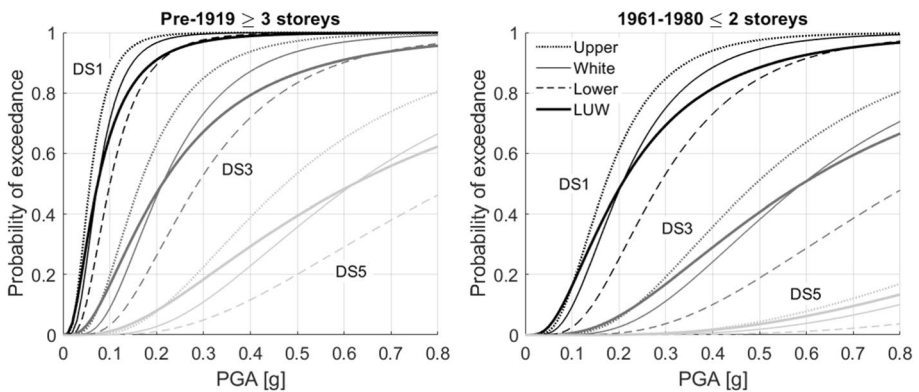 Pre-1919 ≥ 3 storeys
Probability of exceedance
1
0.8
0.6
0.4
0.2
0
DS1
DS3
DS5
0 0.1 0.2 0.3 0.4 0.5 0.6 0.7 0.8
PGA [g]
1961-1980 ≤ 2 storeys
Probability of exceedance
1
0.8
0.6
0.4
0.2
0
Upper
White
Lower
LUW
DS1
DS3
DS5
0 0.1 0.2 0.3 0.4 0.5 0.6 0.7 0.8
PGA [g]